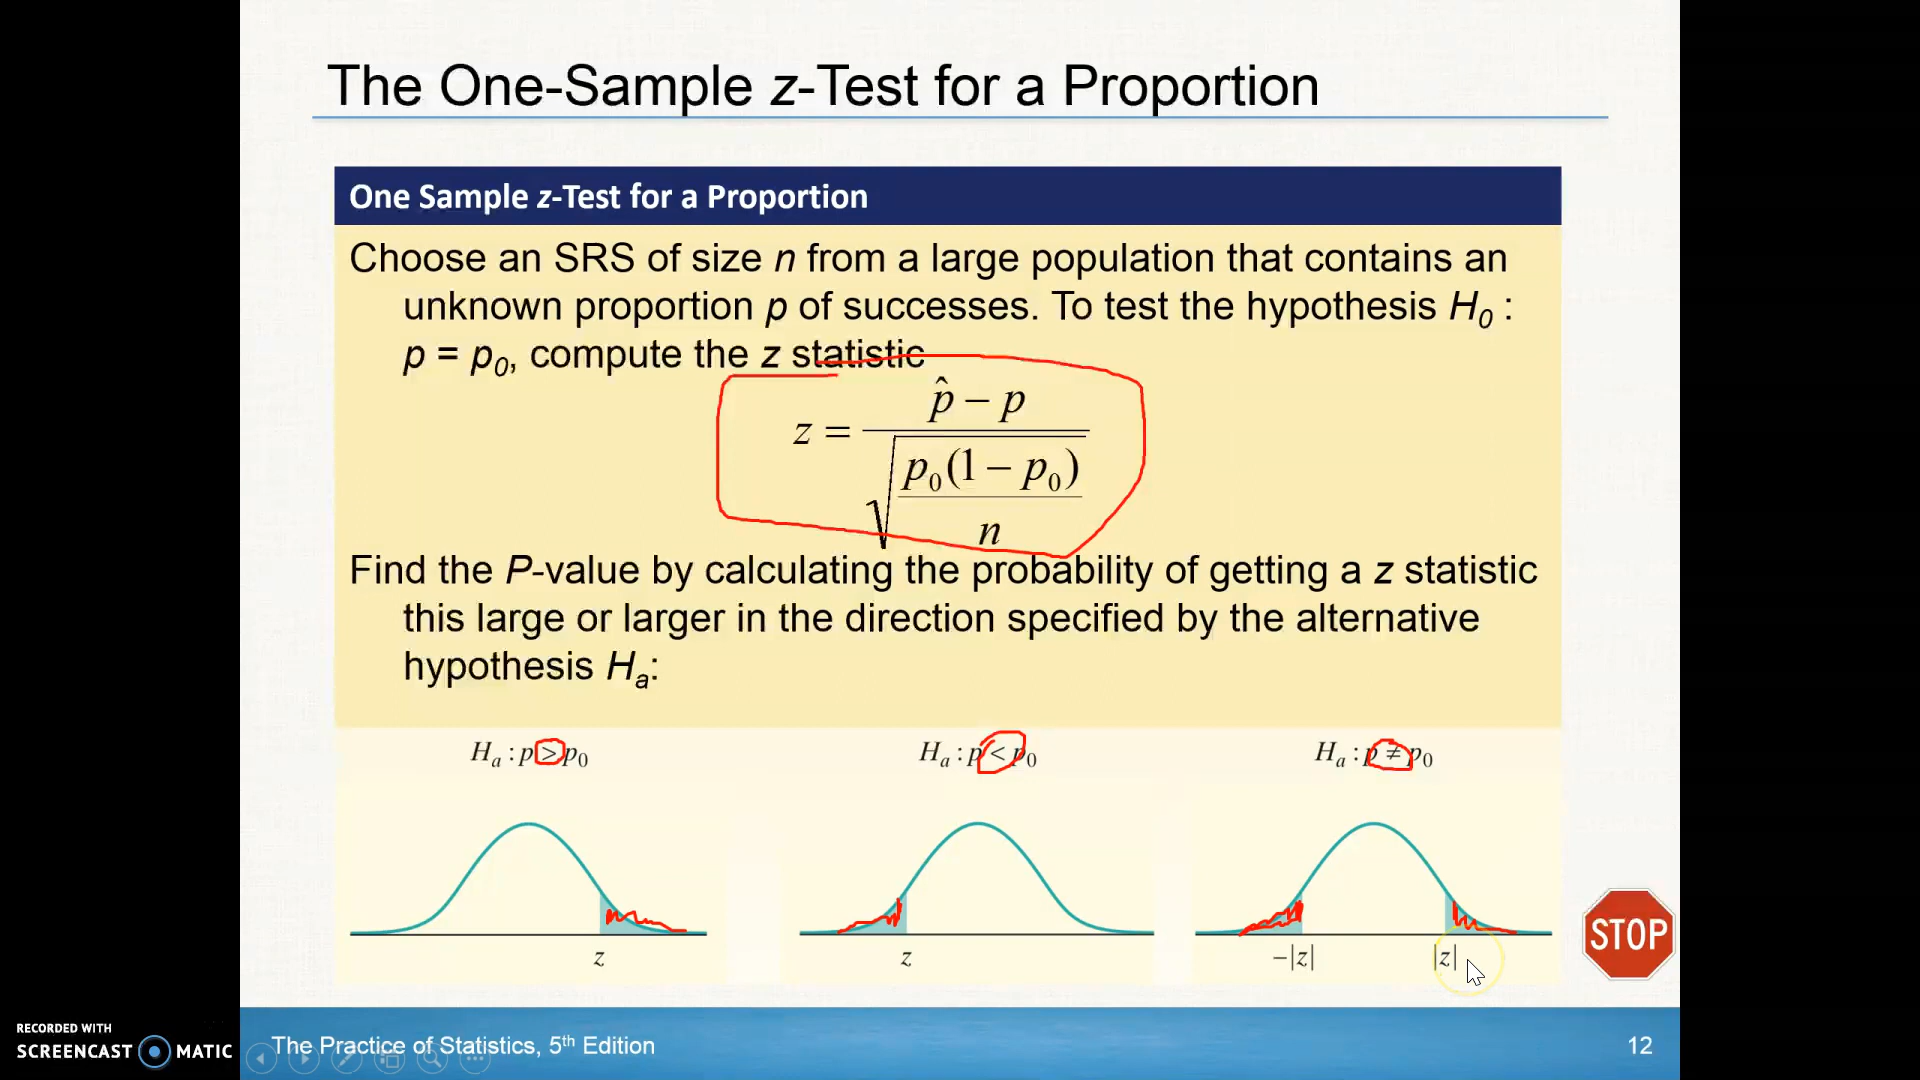 The One-Sample z-Test for a Proportion
One Sample z-Test for a Proportion
Choose an SRS of size n from a large population that contains an
unknown proportion p of successes. To test the hypothesis H₀ :
p = p₀, compute the z statistic
z = (p̂ − p) / √(p₀(1 − p₀) / n)
Find the P-value by calculating the probability of getting a z statistic
this large or larger in the direction specified by the alternative
hypothesis Hₐ:
Hₐ : p > p₀ Hₐ : p < p₀ Hₐ : p ≠ p₀
z z −|z| |z|
STOP
RECORDED WITH
SCREENCAST MATIC
The Practice of Statistics, 5th Edition
12